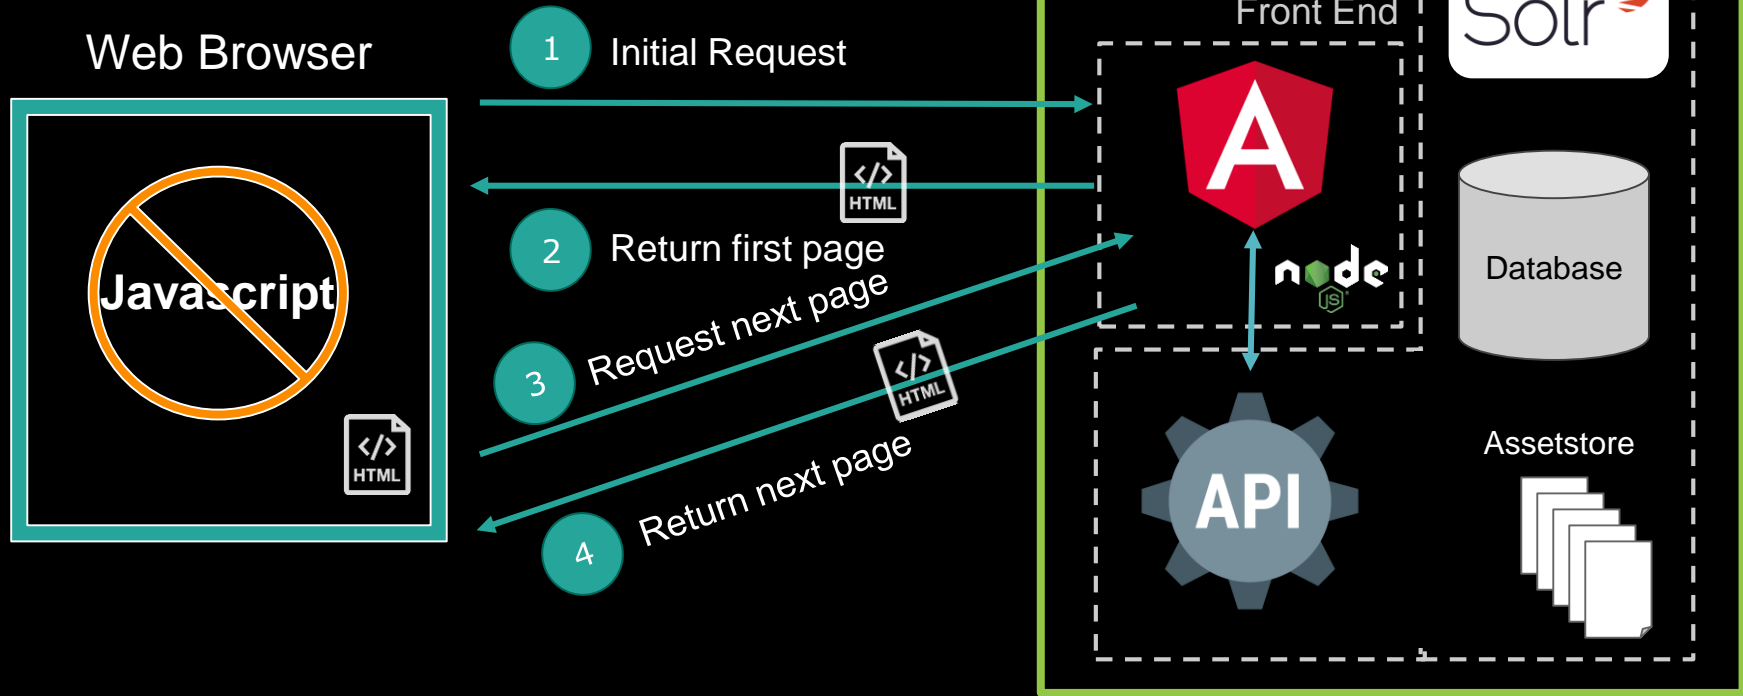 Front End
Solr
Web Browser
1
Initial Request
A
HTML
2
Return first page
Javascript
node
JS
Database
3
Request next page
HTML
HTML
Assetstore
4
Return next page
API